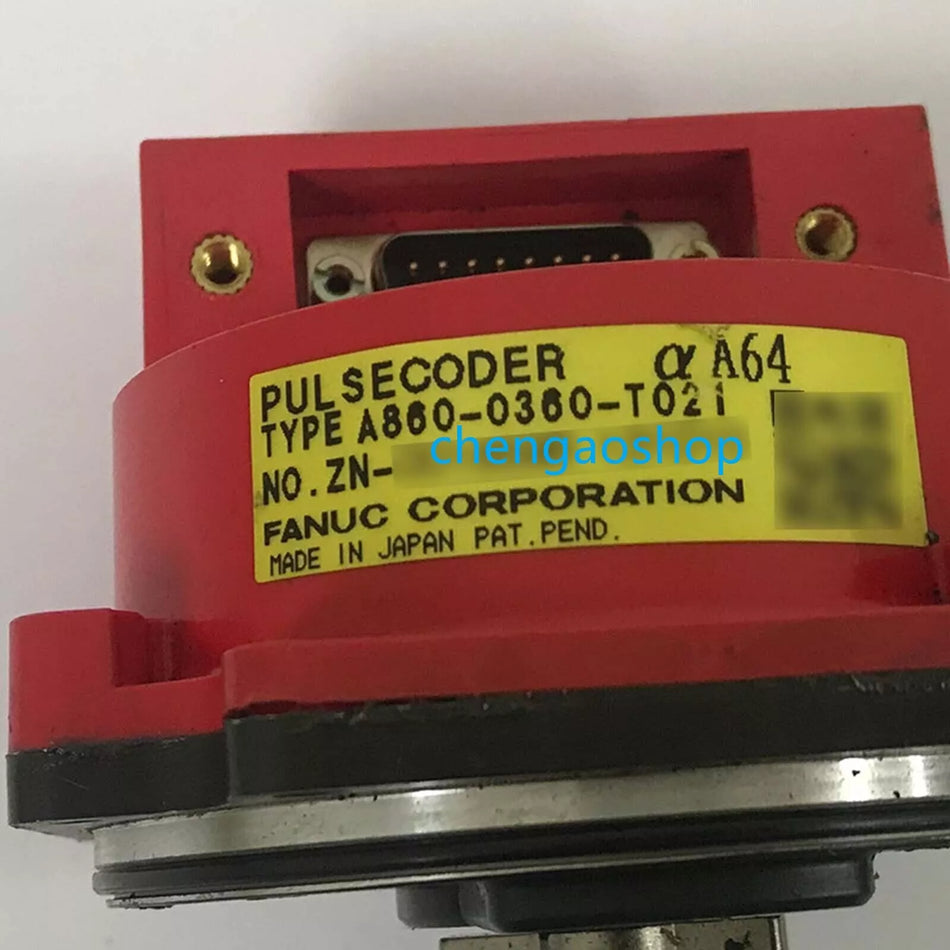 PULSECODER αA64
TYPE A860-0360-T021
NO.ZN-
chengaoshop
FANUC CORPORATION
MADE IN JAPAN PAT.PEND.